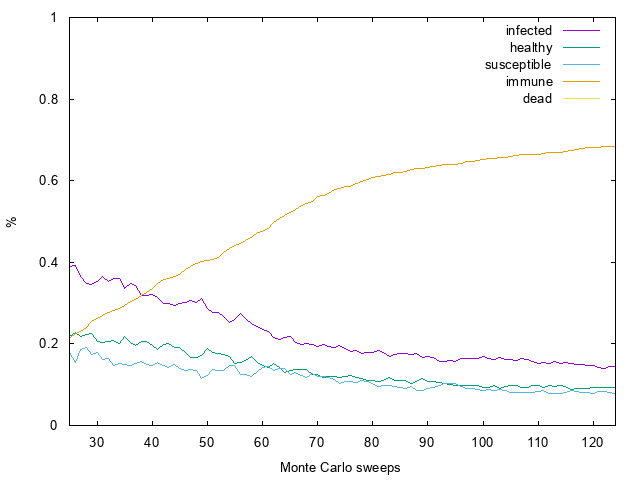 1
0.8
0.6
0.4
0.2
0
%
infected
healthy
susceptible
immune
dead
30 40 50 60 70 80 90 100 110 120
Monte Carlo sweeps